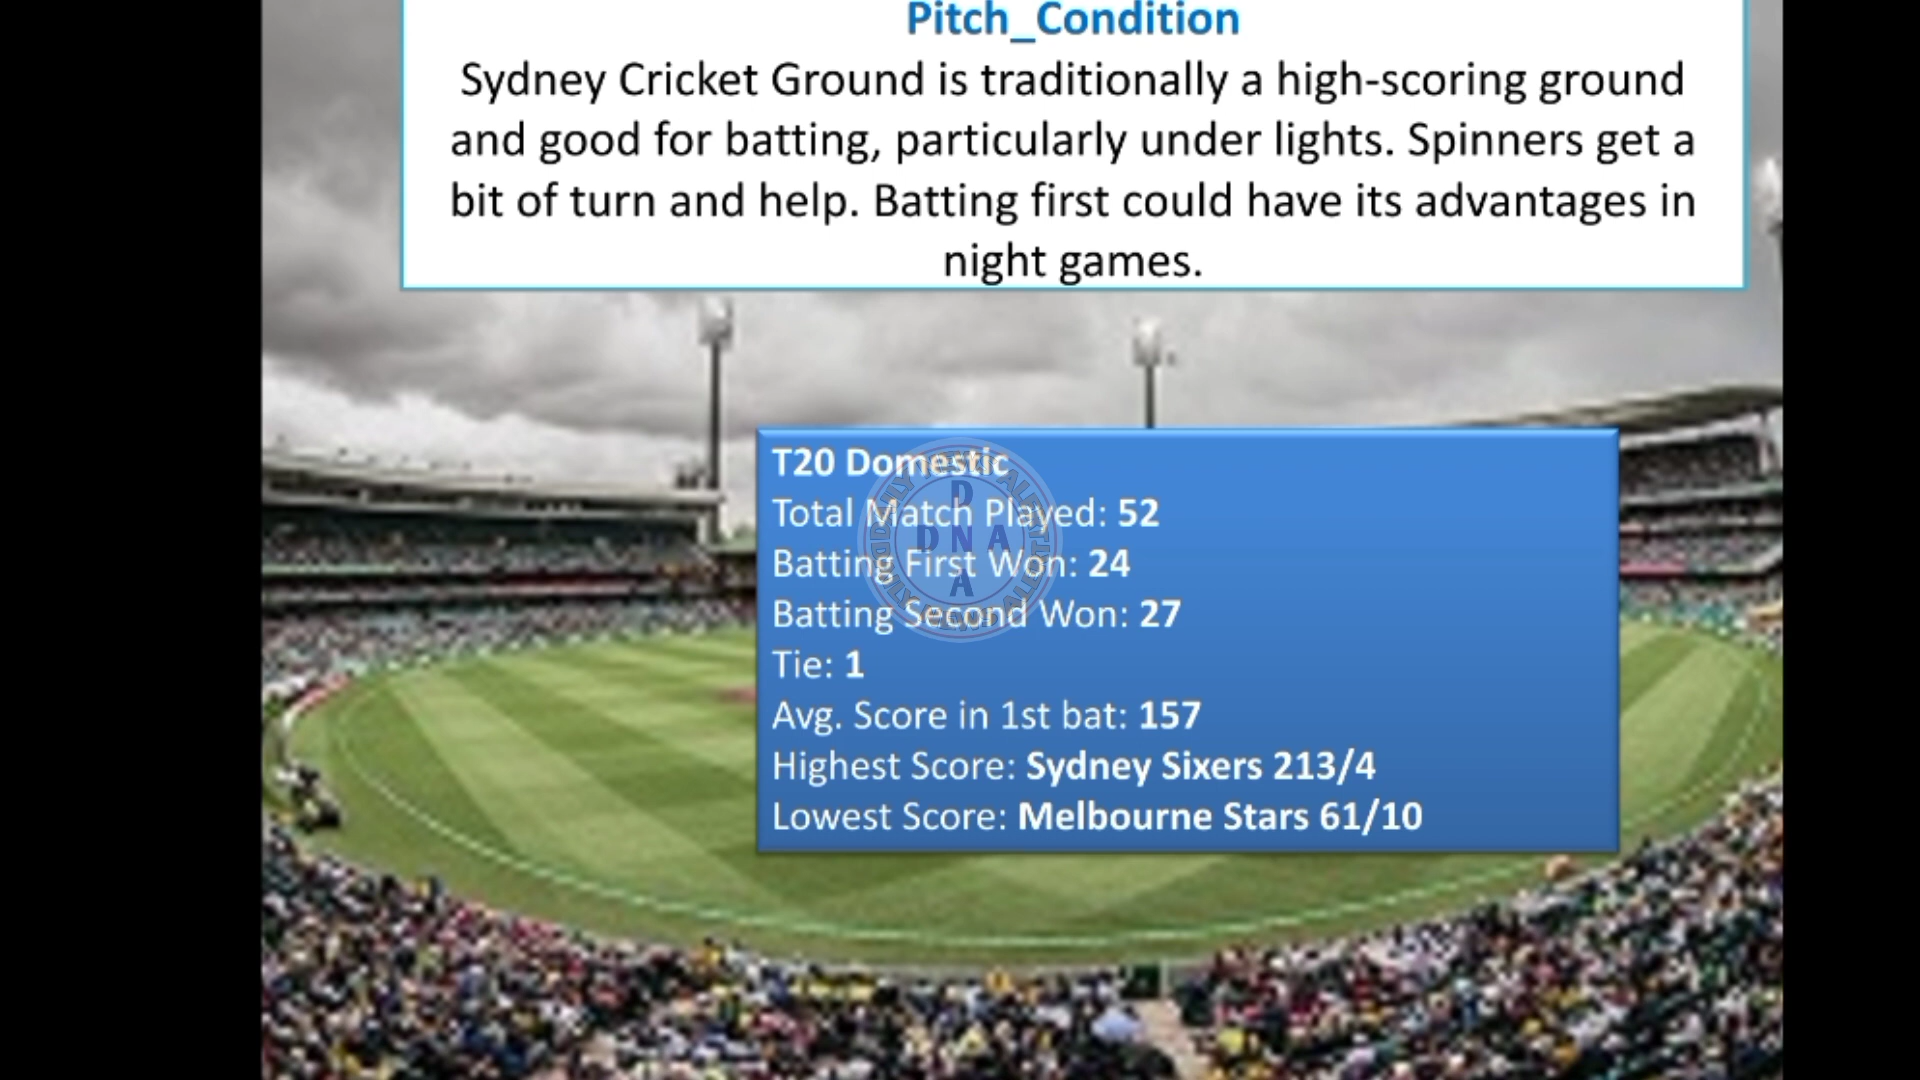 Pitch_Condition
Sydney Cricket Ground is traditionally a high-scoring ground
and good for batting, particularly under lights. Spinners get a
bit of turn and help. Batting first could have its advantages in
night games.
T20 Domestic
Total Match Played: 52
Batting First Won: 24
Batting Second Won: 27
Tie: 1
Avg. Score in 1st bat: 157
Highest Score: Sydney Sixers 213/4
Lowest Score: Melbourne Stars 61/10
D
DNA
A